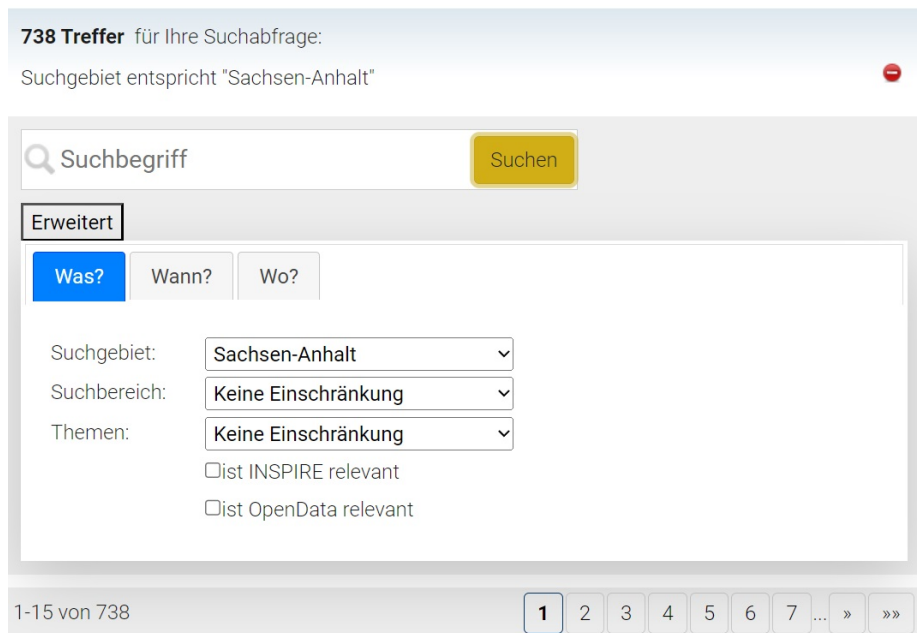 738 Treffer für Ihre Suchabfrage:
Suchgebiet entspricht "Sachsen-Anhalt"
Suchbegriff Suchen
Erweitert
Was? Wann? Wo?
Suchgebiet: Sachsen-Anhalt
Suchbereich: Keine Einschränkung
Themen: Keine Einschränkung
ist INSPIRE relevant
ist OpenData relevant
1-15 von 738 1 2 3 4 5 6 7 ... » »»